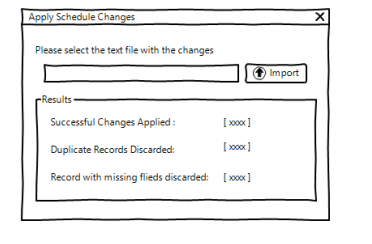 Apply Schedule Changes X
Please select the text file with the changes
Import
Results
Successful Changes Applied : [ xxxx ]
Duplicate Records Discarded: [ xxxx ]
Record with missing flieds discarded: [ xxxx ]